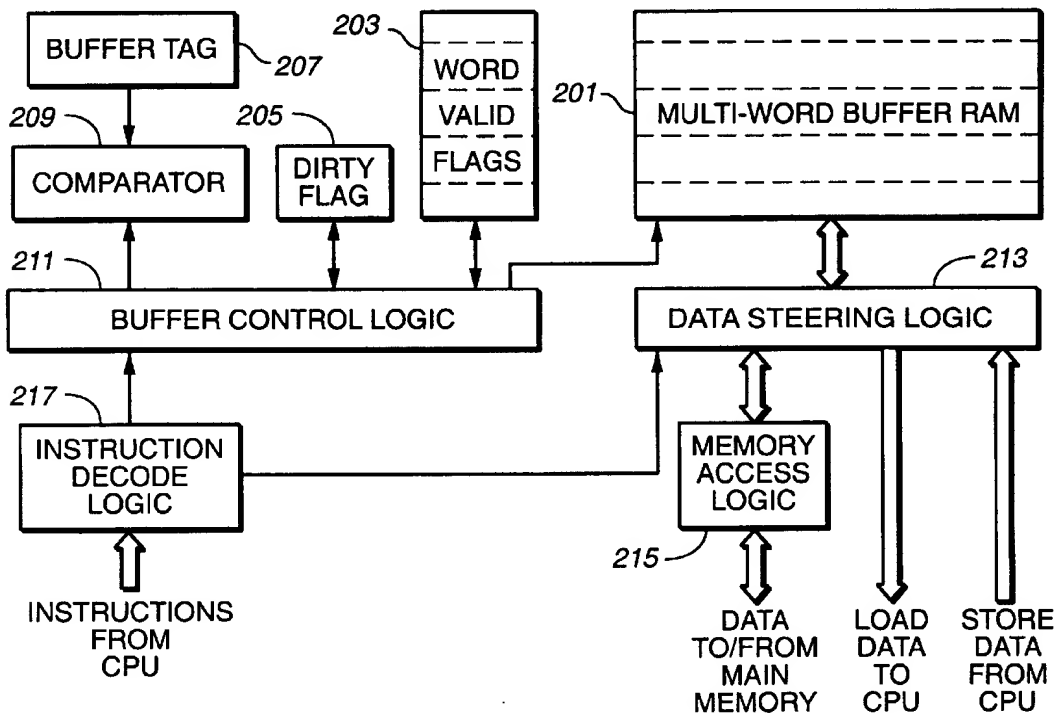 BUFFER TAG
207
203
WORD
VALID
FLAGS
201
MULTI-WORD BUFFER RAM
209
COMPARATOR
205
DIRTY
FLAG
211
BUFFER CONTROL LOGIC
213
DATA STEERING LOGIC
217
INSTRUCTION
DECODE
LOGIC
MEMORY
ACCESS
LOGIC
215
INSTRUCTIONS
FROM
CPU
DATA
TO/FROM
MAIN
MEMORY
LOAD
DATA
TO
CPU
STORE
DATA
FROM
CPU